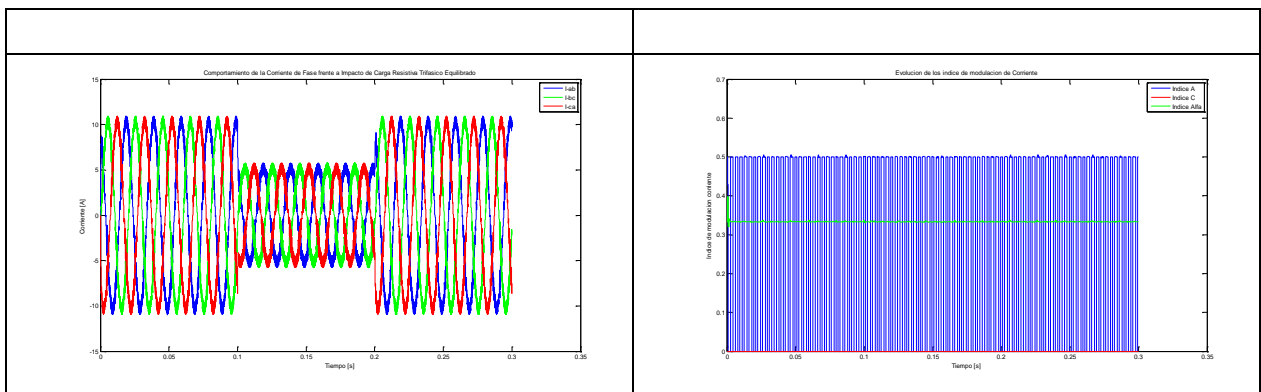 Comportamiento de la Corriente de Fase frente a Impacto de Carga Resistiva Trifasico Equilibrado
15
10
5
0
-5
-10
-15
Corriente [A]
I-ab
I-bc
I-ca
0 0.05 0.1 0.15 0.2 0.25 0.3 0.35
Tiempo [s]
Evolucion de los indice de modulacion de Corriente
0.7
0.6
0.5
0.4
0.3
0.2
0.1
0
Indice de modulacion corriente
Indice A
Indice C
Indice Alfa
0 0.05 0.1 0.15 0.2 0.25 0.3 0.35
Tiempo [s]